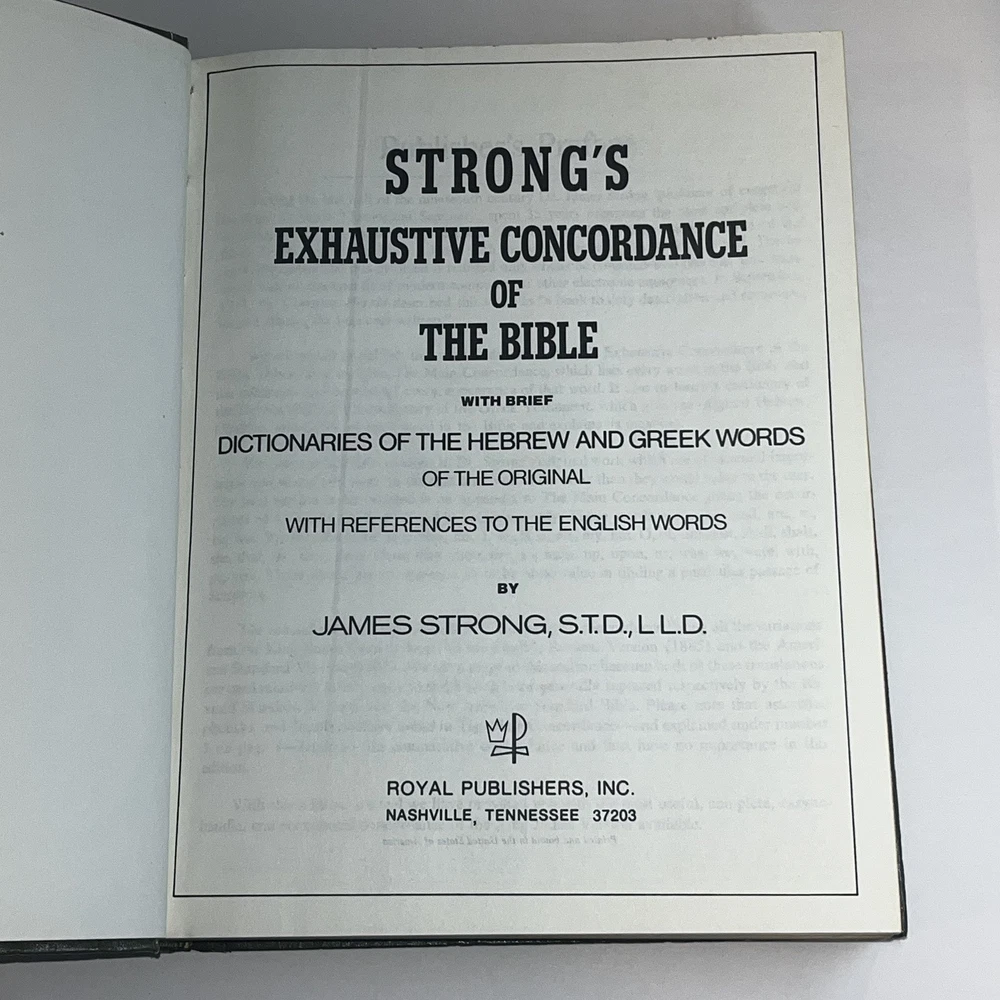 STRONG'S
EXHAUSTIVE CONCORDANCE
OF
THE BIBLE
WITH BRIEF
DICTIONARIES OF THE HEBREW AND GREEK WORDS
OF THE ORIGINAL
WITH REFERENCES TO THE ENGLISH WORDS
BY
JAMES STRONG, S.T.D., LL.D.
ROYAL PUBLISHERS, INC.
NASHVILLE, TENNESSEE 37203